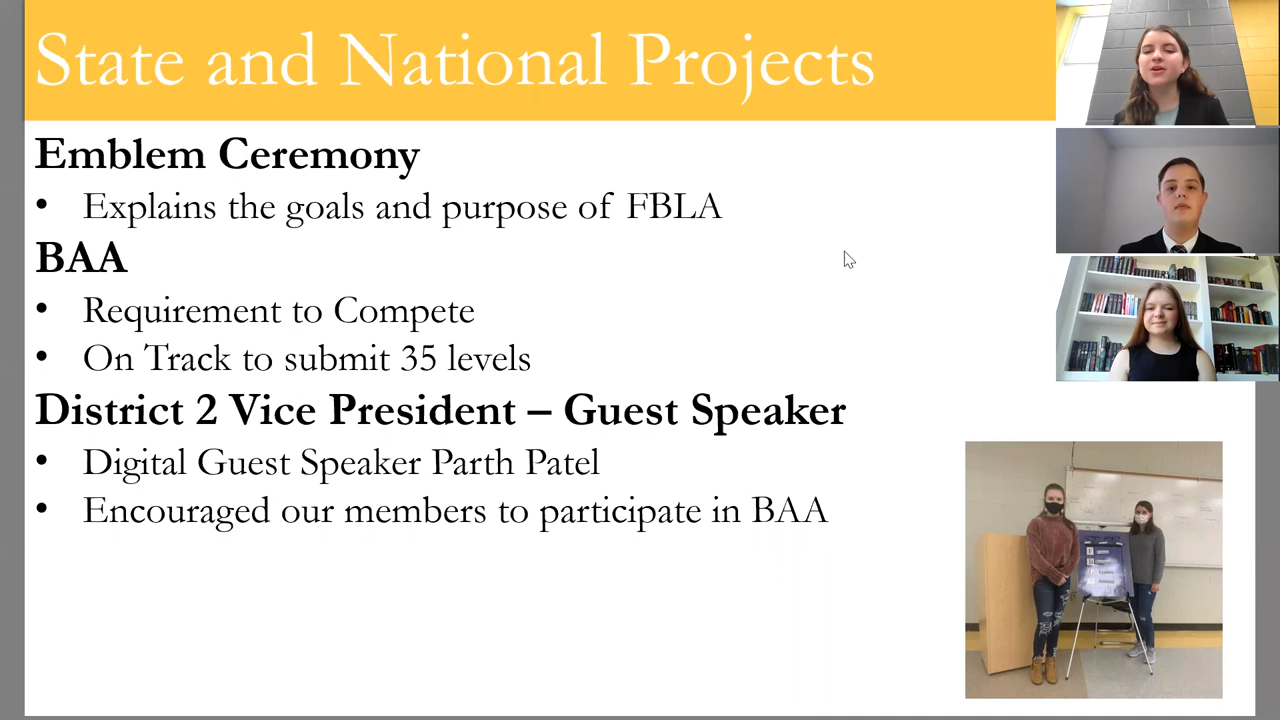 State and National Projects
Emblem Ceremony
• Explains the goals and purpose of FBLA
BAA
• Requirement to Compete
• On Track to submit 35 levels
District 2 Vice President – Guest Speaker
• Digital Guest Speaker Parth Patel
• Encouraged our members to participate in BAA